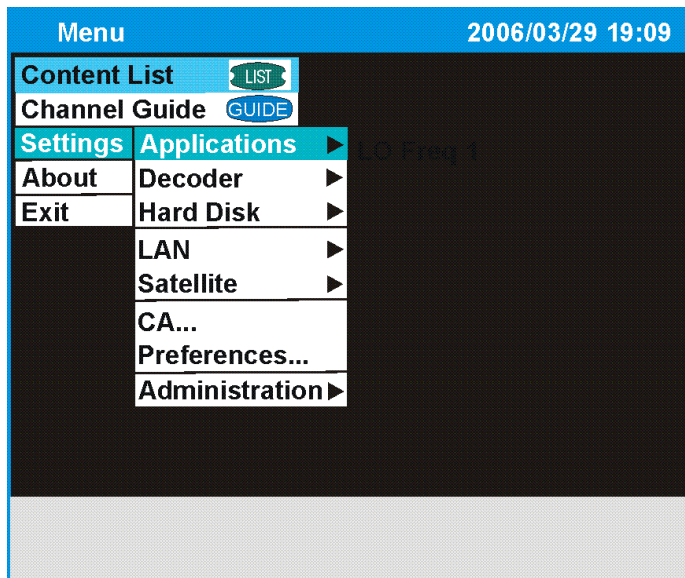 Menu 2006/03/29 19:09
Content List LIST
Channel Guide GUIDE
Settings Applications LO Freq 1
About Decoder
Exit Hard Disk
LAN
Satellite
CA...
Preferences...
Administration